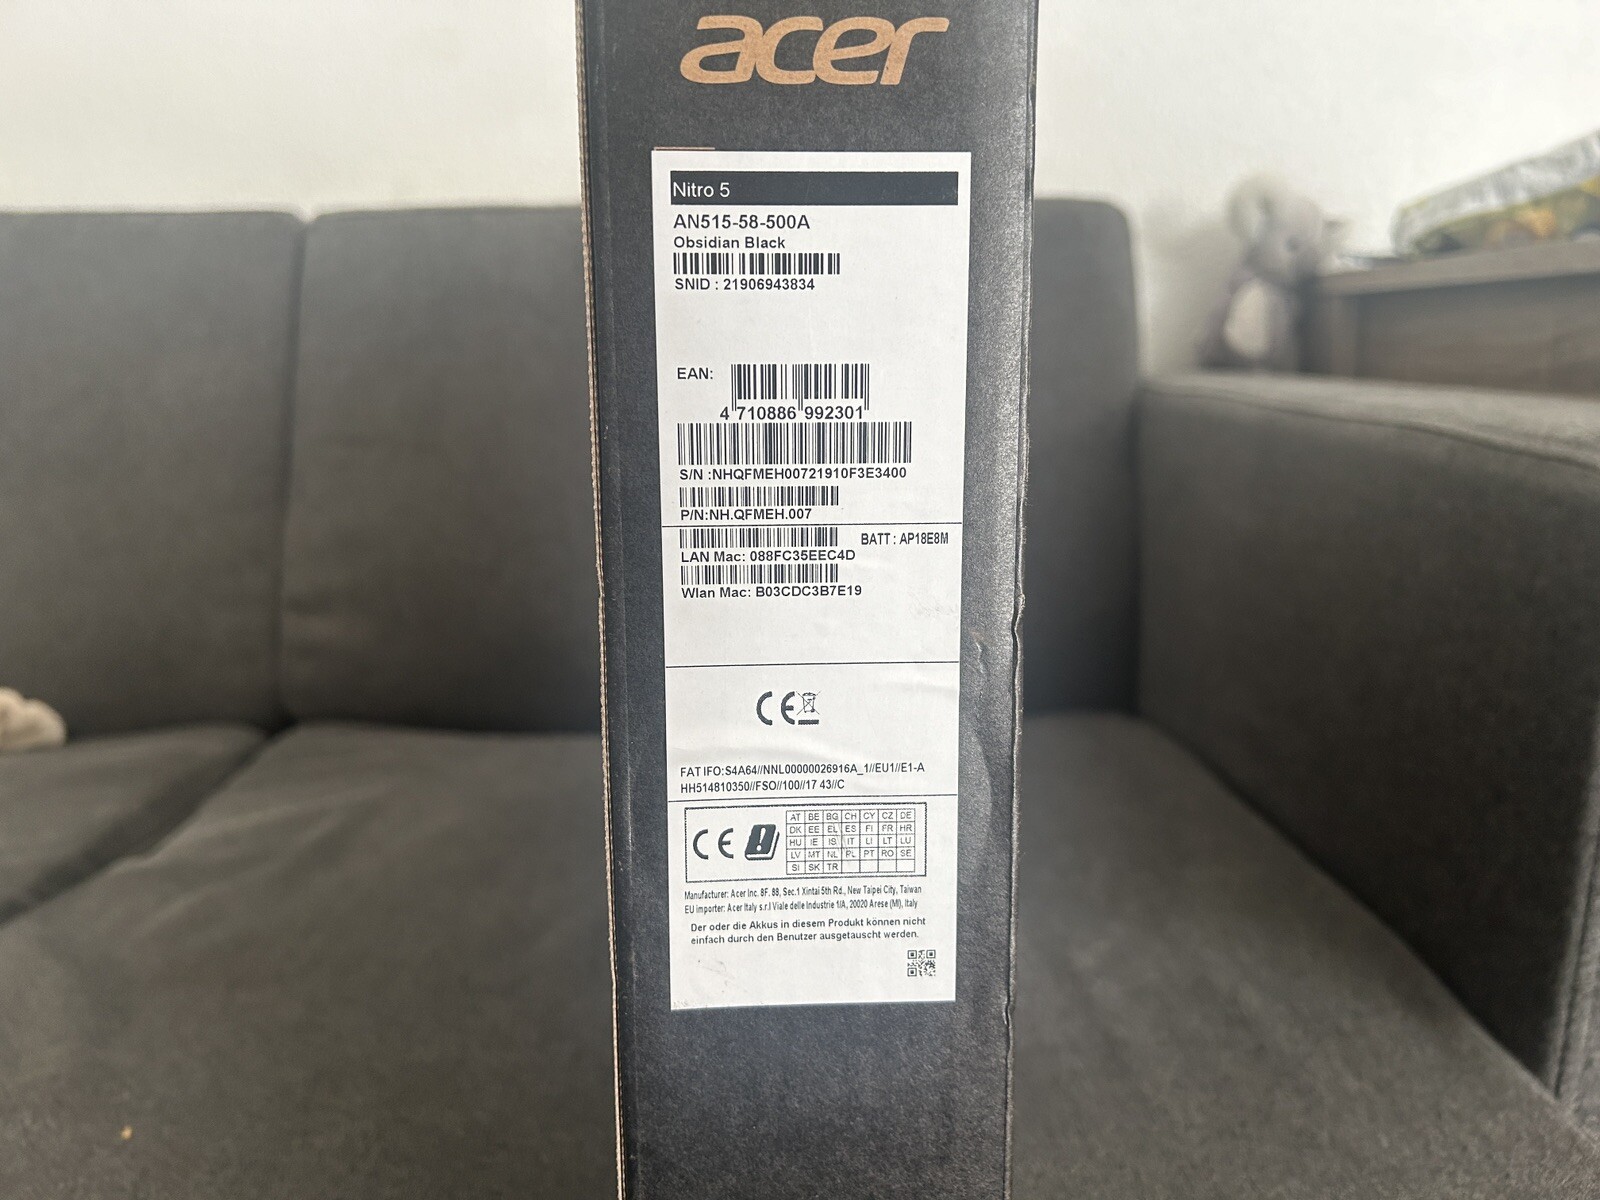 acer
Nitro 5
AN515-58-500A
Obsidian Black
SNID : 21906943834
EAN:
4 710886 992301
S/N :NHQFMEH00721910F3E3400
P/N:NH.QFMEH.007
BATT : AP18E8M
LAN Mac: 088FC35EEC4D
Wlan Mac: B03CDC3B7E19
CE
FAT IFO:S4A64//NNL00000026916A_1//EU1//E1-A
HH514810350//FSO//100//17 43//C
CE
AT BE BG CH CY CZ DE
DK EE EL ES FI FR HR
HU IE IS IT LI LT LU
LV MT NL PL PT RO SE
SI SK TR
Manufacturer: Acer Inc. 8F, 88, Sec.1 Xintai 5th Rd., New Taipei City, Taiwan
EU importer: Acer Italy s.r.l Viale delle Industrie 1/A, 20020 Arese (MI), Italy
Der oder die Akkus in diesem Produkt können nicht
einfach durch den Benutzer ausgetauscht werden.